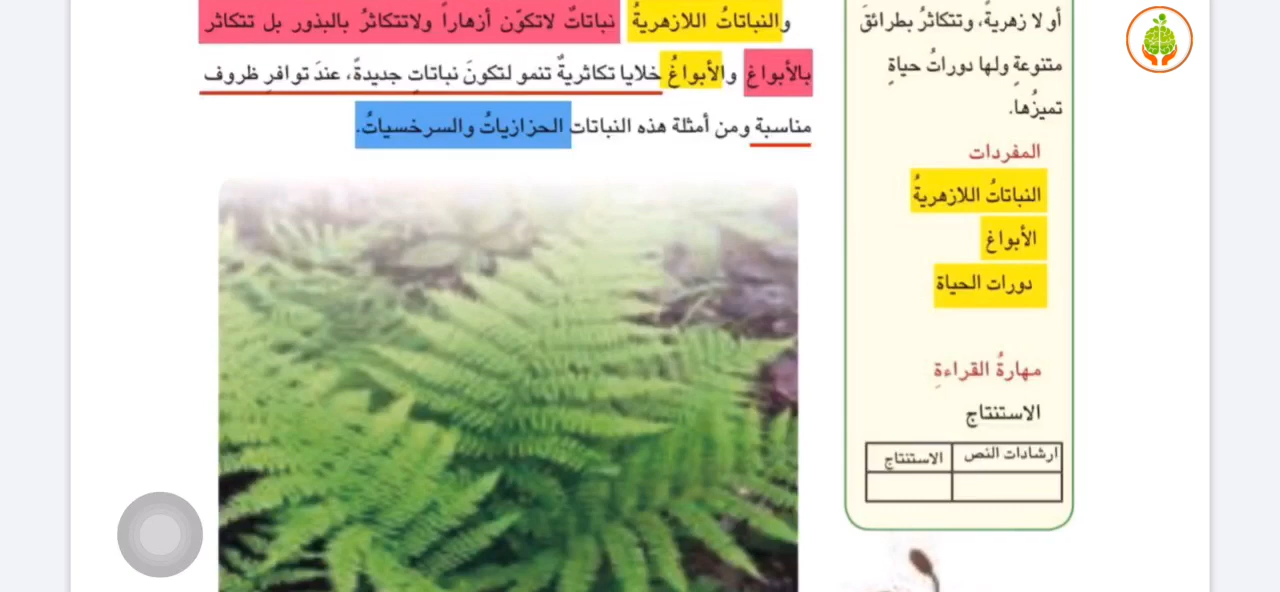 والنباتاتُ اللازهريةُ نباتاتٌ لاتكوّن أزهاراً ولاتتكاثرُ بالبذور بل تتكاثر
بالأبواغ والأبواغُ خلايا تكاثريةٌ تنمو لتكونَ نباتاتٍ جديدةً، عندَ توافرِ ظروف
مناسبة ومن أمثلة هذه النباتات الحزازياتُ والسرخسياتُ.
أو لا زهريةً، وتتكاثرُ بطرائقَ
متنوعةٍ ولها دوراتُ حياةٍ
تميزُها.
المفردات
النباتاتُ اللازهريةُ
الأبواغ
دورات الحياة
مهارةُ القراءةِ
الاستنتاج
ارشادات النص الاستنتاج